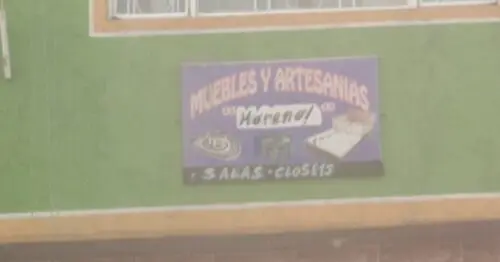 MUEBLES Y ARTESANIAS
Moreno
SALAS • CLOSETS